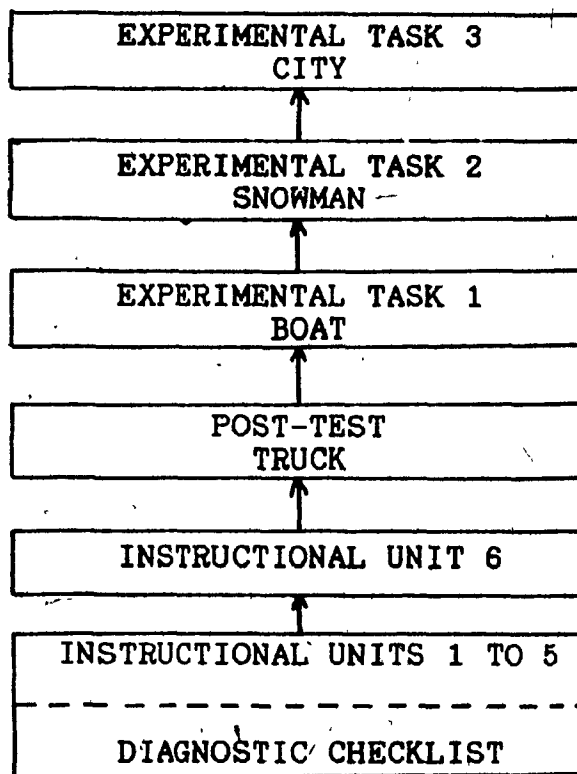 EXPERIMENTAL TASK 3
CITY
EXPERIMENTAL TASK 2
SNOWMAN
EXPERIMENTAL TASK 1
BOAT
POST-TEST
TRUCK
INSTRUCTIONAL UNIT 6
INSTRUCTIONAL UNITS 1 TO 5
DIAGNOSTIC CHECKLIST